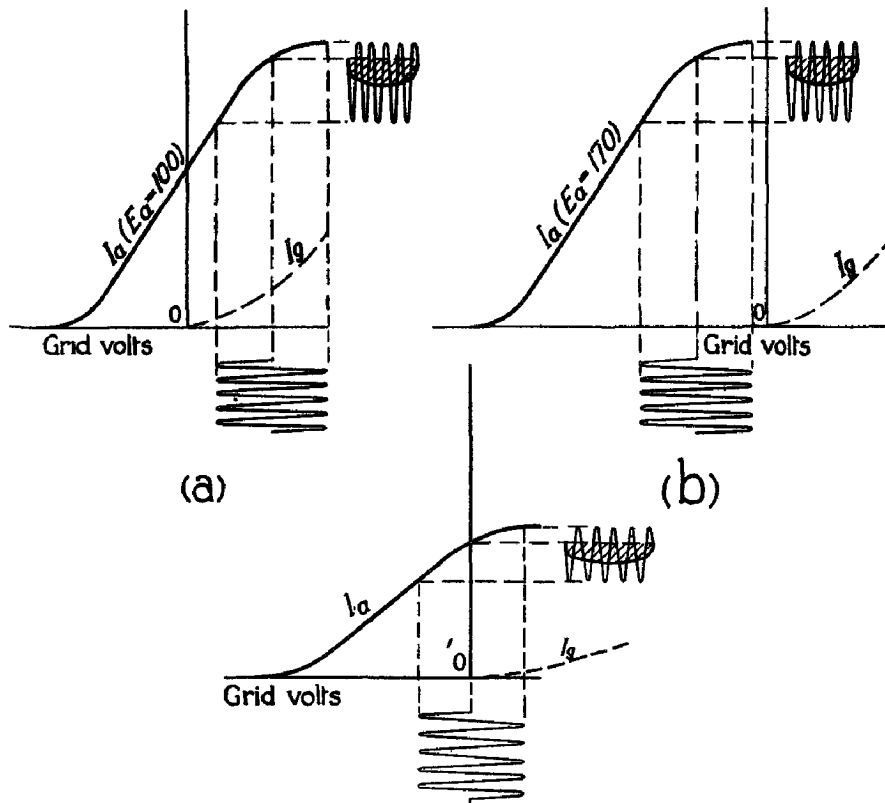 Ia (Ea=100)
Ig
0
Grid volts
(a)
Ia (Ea=170)
Ig
0
Grid volts
(b)
Ia
Ig
'0
Grid volts